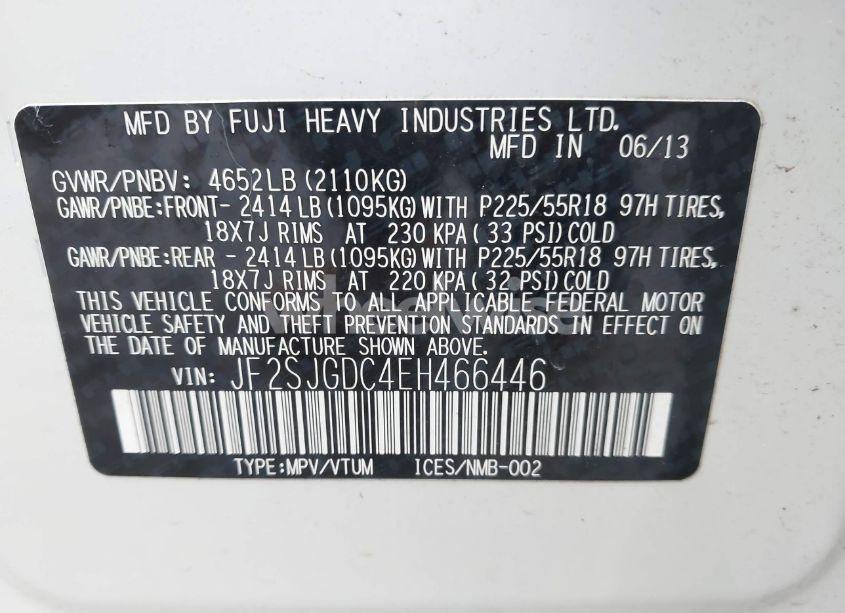 MFD BY FUJI HEAVY INDUSTRIES LTD.
MFD IN 06/13
GVWR/PNBV: 4652LB (2110KG)
GAWR/PNBE:FRONT- 2414 LB (1095KG) WITH P225/55R18 97H TIRES,
18X7J RIMS AT 230 KPA ( 33 PSI) COLD
GAWR/PNBE:REAR - 2414 LB (1095KG) WITH P225/55R18 97H TIRES,
18X7J RIMS AT 220 KPA ( 32 PSI) COLD
THIS VEHICLE CONFORMS TO ALL APPLICABLE FEDERAL MOTOR
VEHICLE SAFETY AND THEFT PREVENTION STANDARDS IN EFFECT ON
THE DATE OF MANUFACTURE SHOWN ABOVE.
VIN: JF2SJGDC4EH466446
TYPE:MPV/VTUM ICES/NMB-002